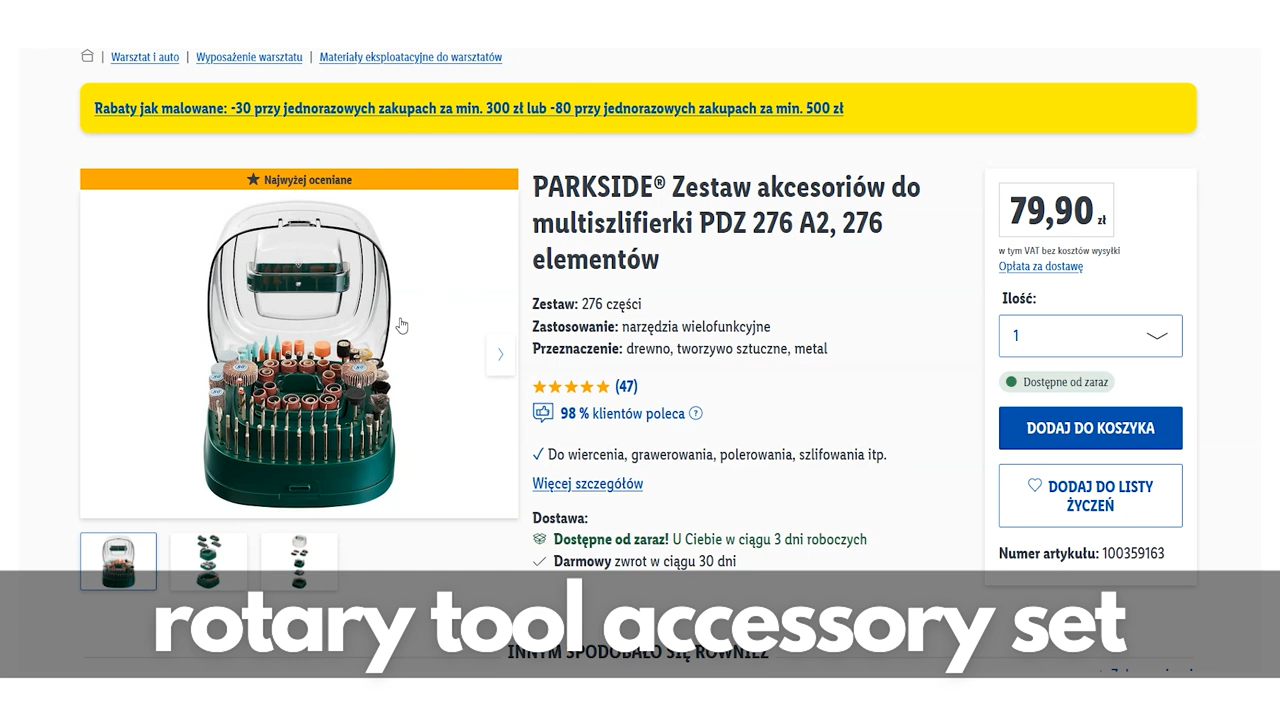 | Warsztat i auto | Wyposażenie warsztatu | Materiały eksploatacyjne do warsztatów
Rabaty jak malowane: -30 przy jednorazowych zakupach za min. 300 zł lub -80 przy jednorazowych zakupach za min. 500 zł
Najwyżej oceniane
PARKSIDE® Zestaw akcesoriów do
multiszlifierki PDZ 276 A2, 276
elementów
Zestaw: 276 części
Zastosowanie: narzędzia wielofunkcyjne
Przeznaczenie: drewno, tworzywo sztuczne, metal
(47)
98 % klientów poleca ?
✓ Do wiercenia, grawerowania, polerowania, szlifowania itp.
Więcej szczegółów
Dostawa:
Dostępne od zaraz! U Ciebie w ciągu 3 dni roboczych
Darmowy zwrot w ciągu 30 dni
79,90 zł
w tym VAT bez kosztów wysyłki
Opłata za dostawę
Ilość:
1
Dostępne od zaraz
DODAJ DO KOSZYKA
DODAJ DO LISTY
ŻYCZEŃ
Numer artykułu: 100359163
rotary tool accessory set
INNYM SPODOBAŁO SIĘ RÓWNIEŻ